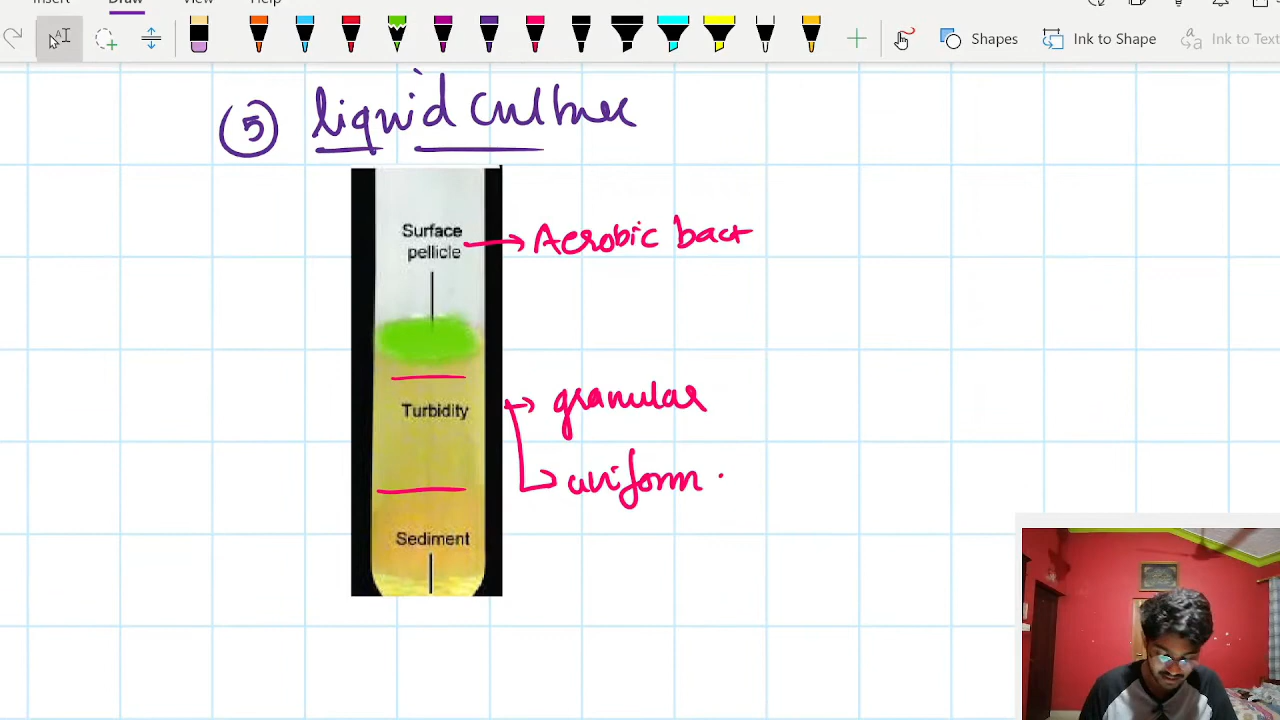 Insert Draw View Help
Shapes Ink to Shape Ink to Text
⑤ liquid culture
Surface
pellicle → Aerobic bact
Turbidity → granular
uniform .
Sediment